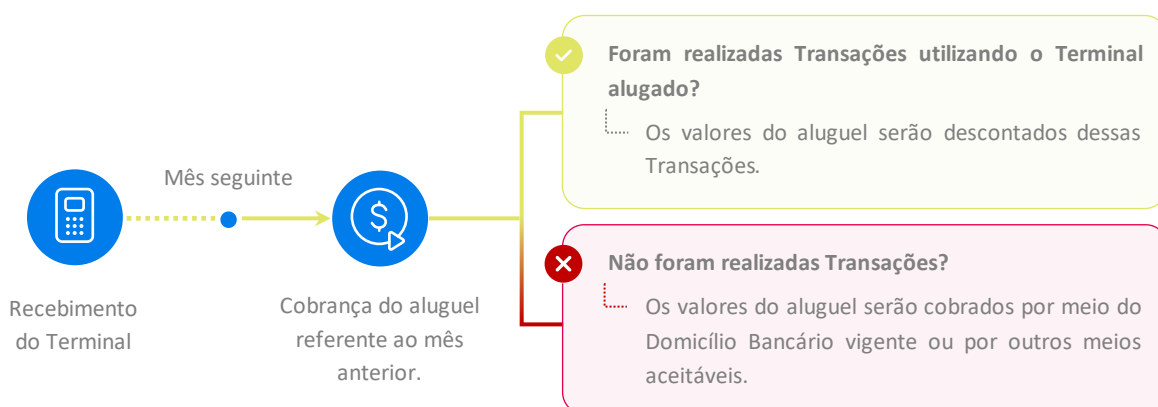 Recebimento
do Terminal
Mês seguinte
$
Cobrança do aluguel
referente ao mês
anterior.
Foram realizadas Transações utilizando o Terminal
alugado?
Os valores do aluguel serão descontados dessas
Transações.
Não foram realizadas Transações?
Os valores do aluguel serão cobrados por meio do
Domicílio Bancário vigente ou por outros meios
aceitáveis.